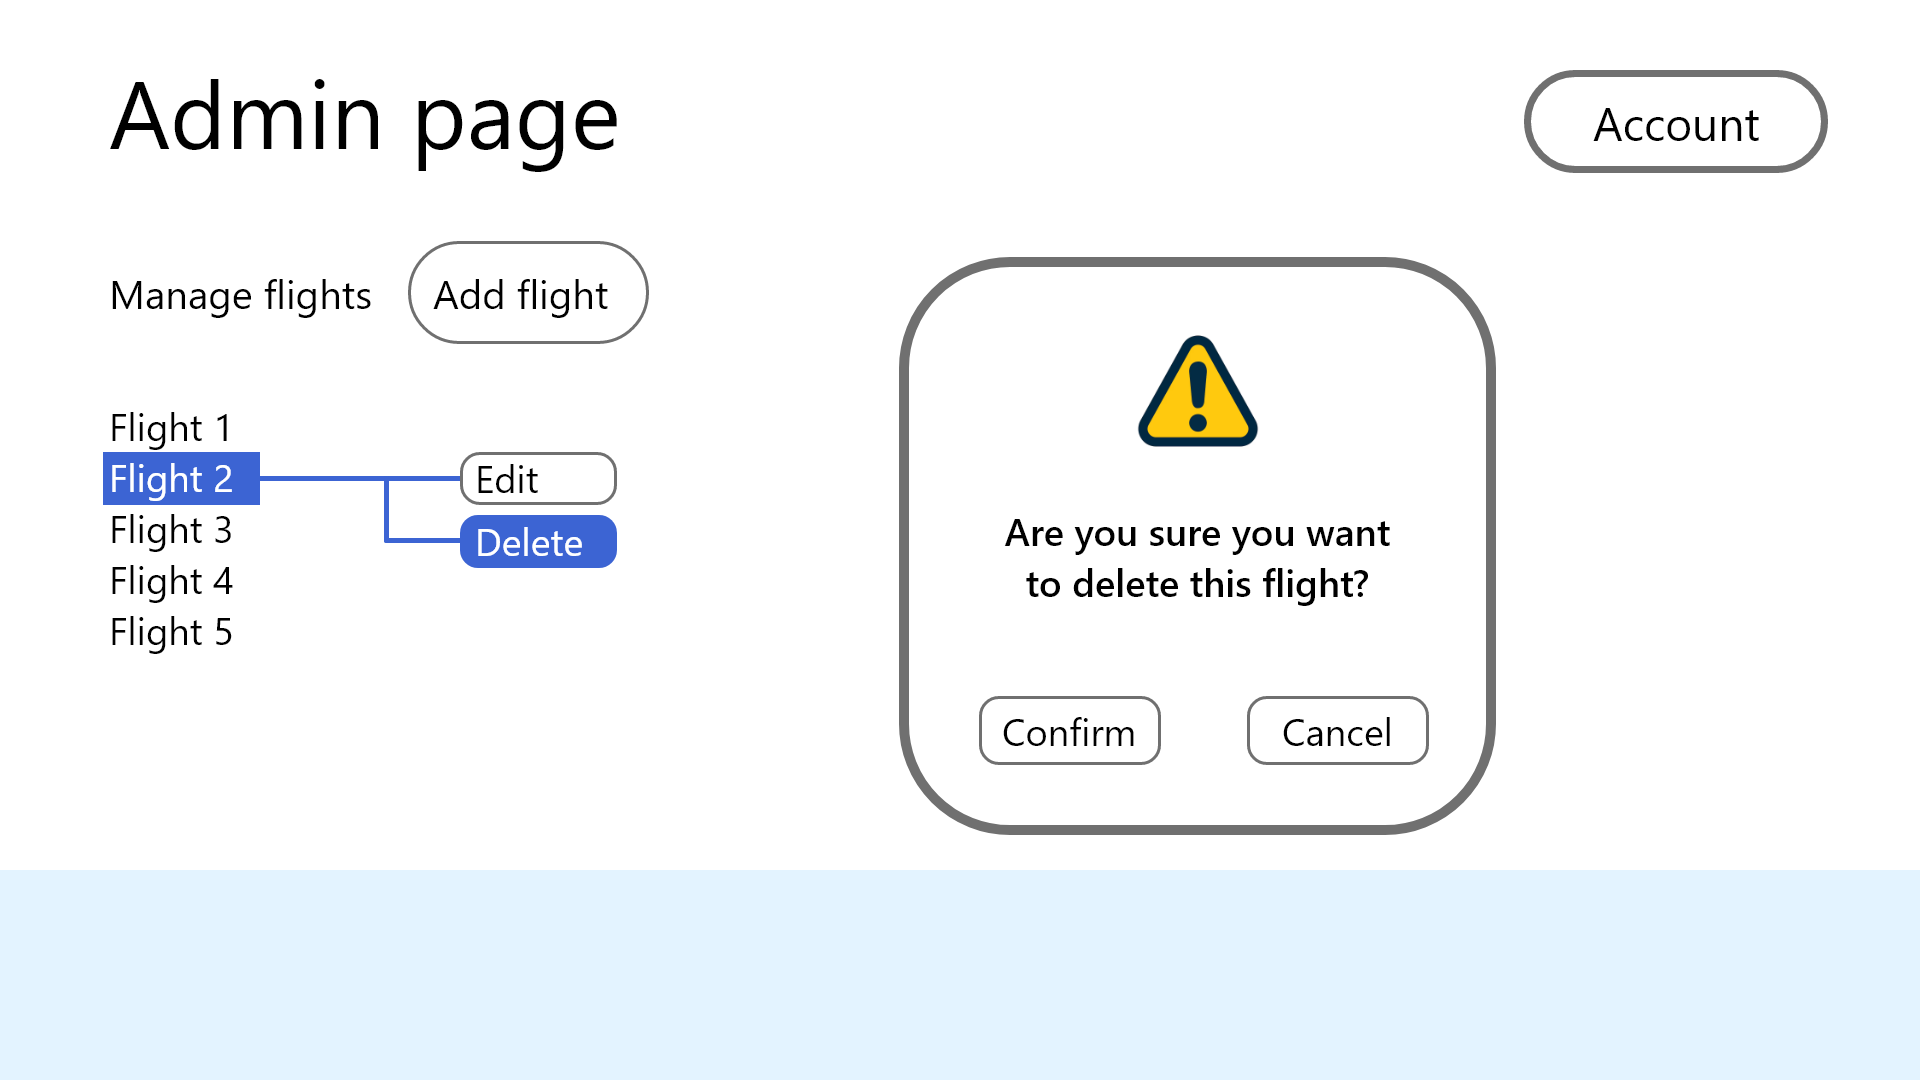 Admin page
Account
Manage flights
Add flight
Flight 1
Flight 2
Flight 3
Flight 4
Flight 5
Edit
Delete
Are you sure you want
to delete this flight?
Confirm
Cancel